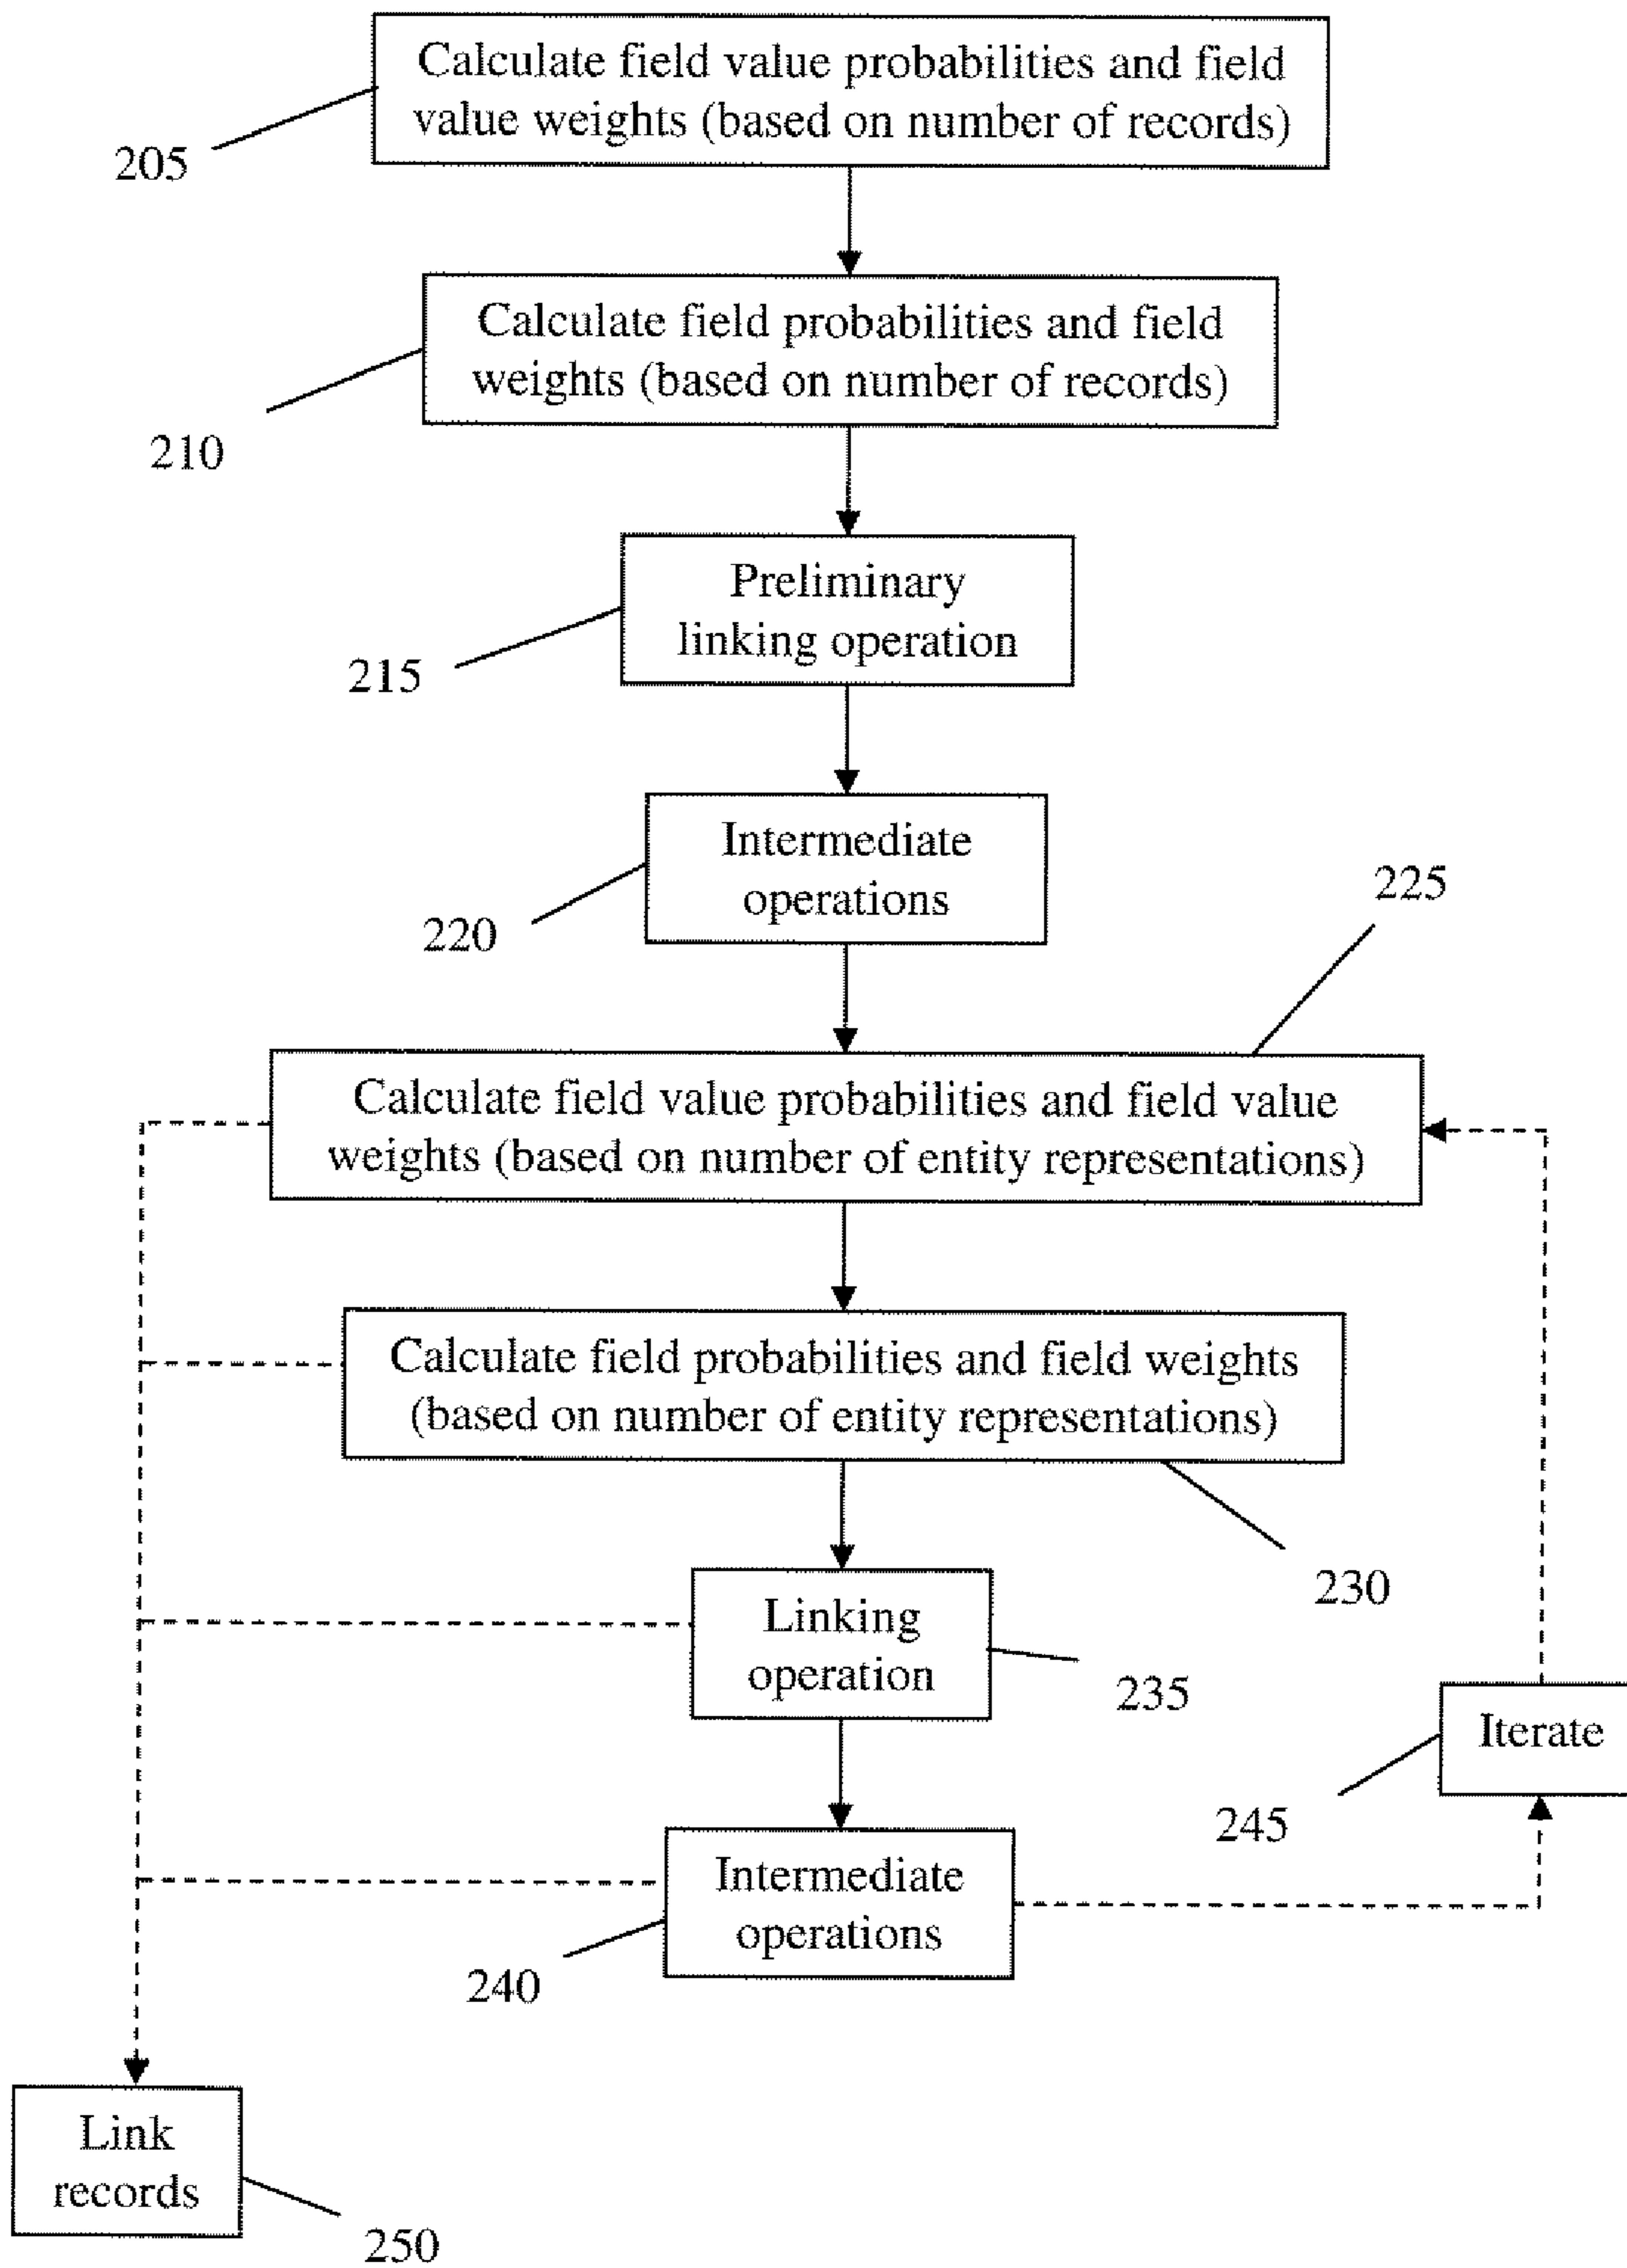 Calculate field value probabilities and field
value weights (based on number of records)
205
Calculate field probabilities and field
weights (based on number of records)
210
Preliminary
linking operation
215
Intermediate
operations
220
225
Calculate field value probabilities and field value
weights (based on number of entity representations)
Calculate field probabilities and field weights
(based on number of entity representations)
230
Linking
operation
235
Iterate
245
Intermediate
operations
240
Link
records
250